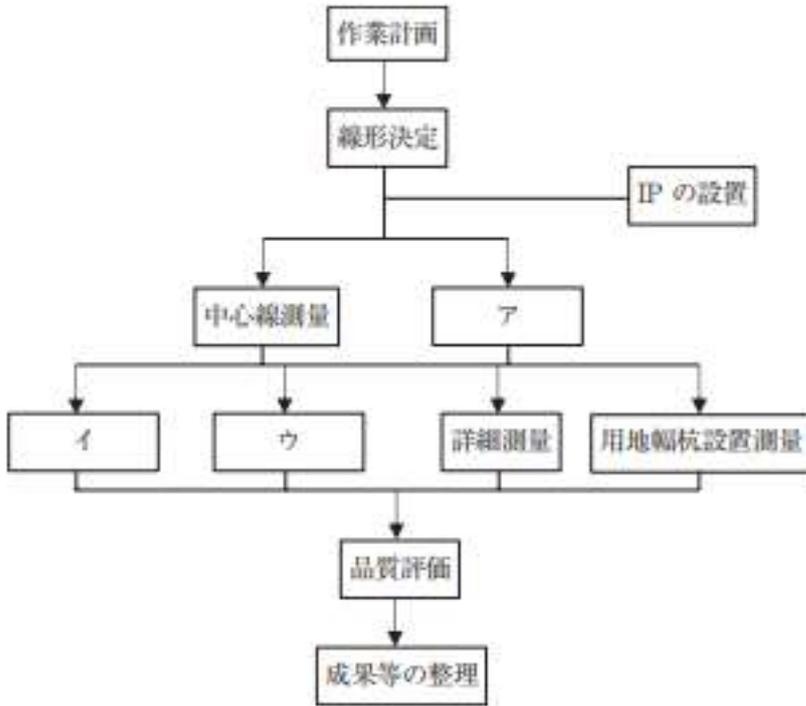 作業計画
線形決定
IP の設置
中心線測量
ア
イ
ウ
詳細測量
用地幅杭設置測量
品質評価
成果等の整理